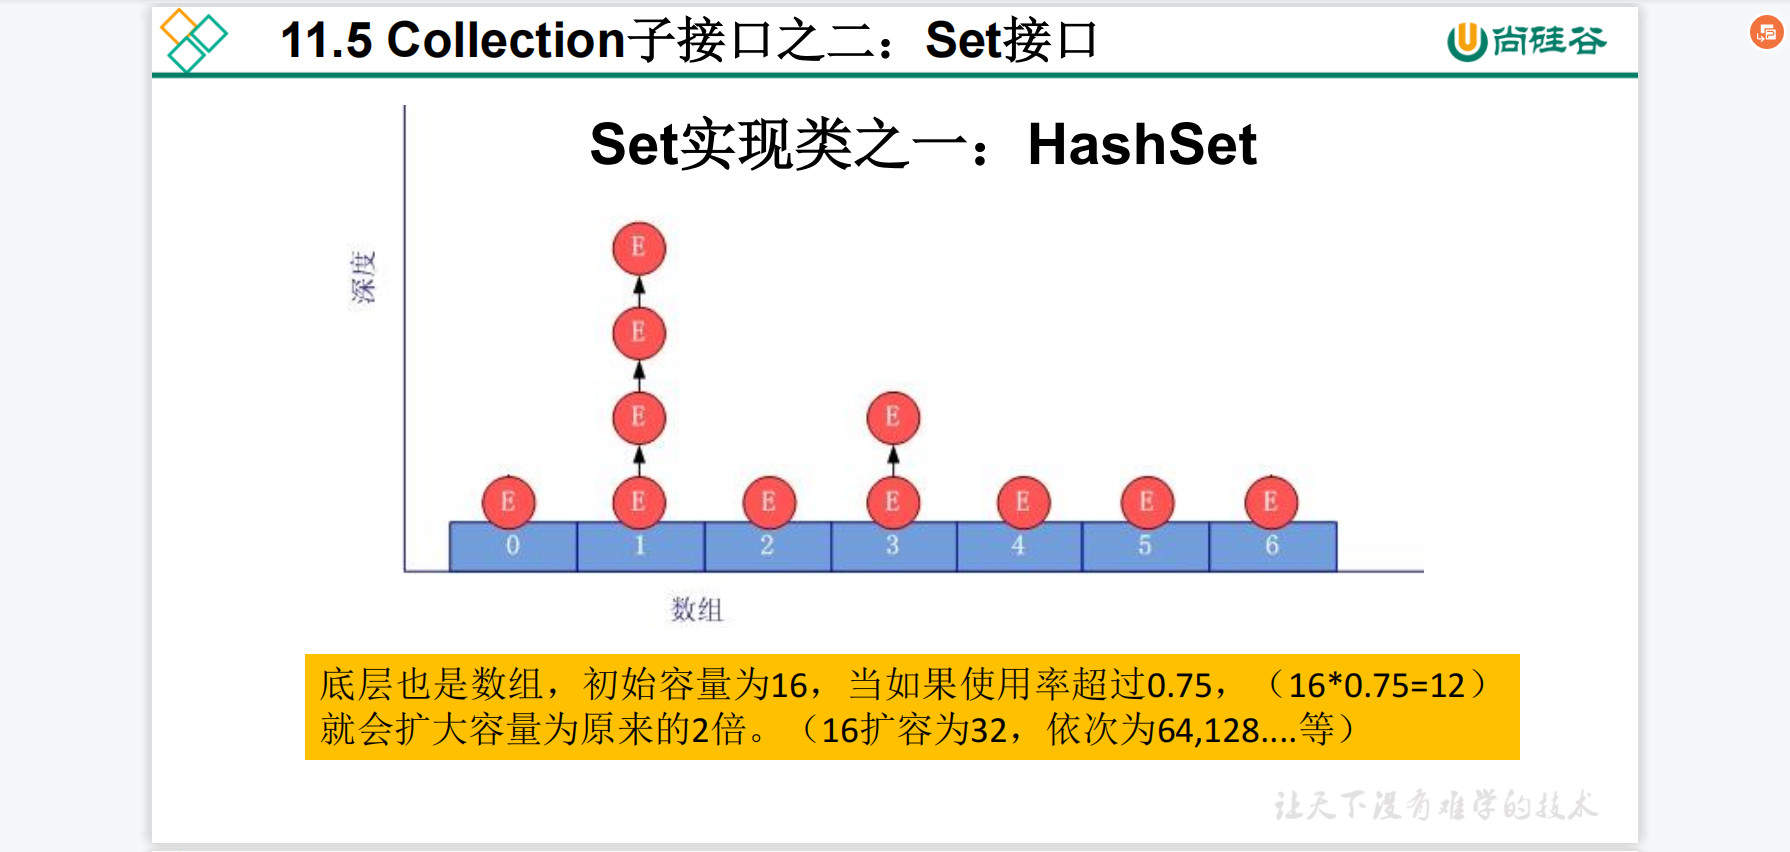 11.5 Collection子接口之二：Set接口
尚硅谷
Set实现类之一：HashSet
深度
E
E
E
E
E
E
E
E
E
E
E
0 1 2 3 4 5 6
数组
底层也是数组，初始容量为16，当如果使用率超过0.75，（16*0.75=12）
就会扩大容量为原来的2倍。（16扩容为32，依次为64,128....等）
让天下没有难学的技术